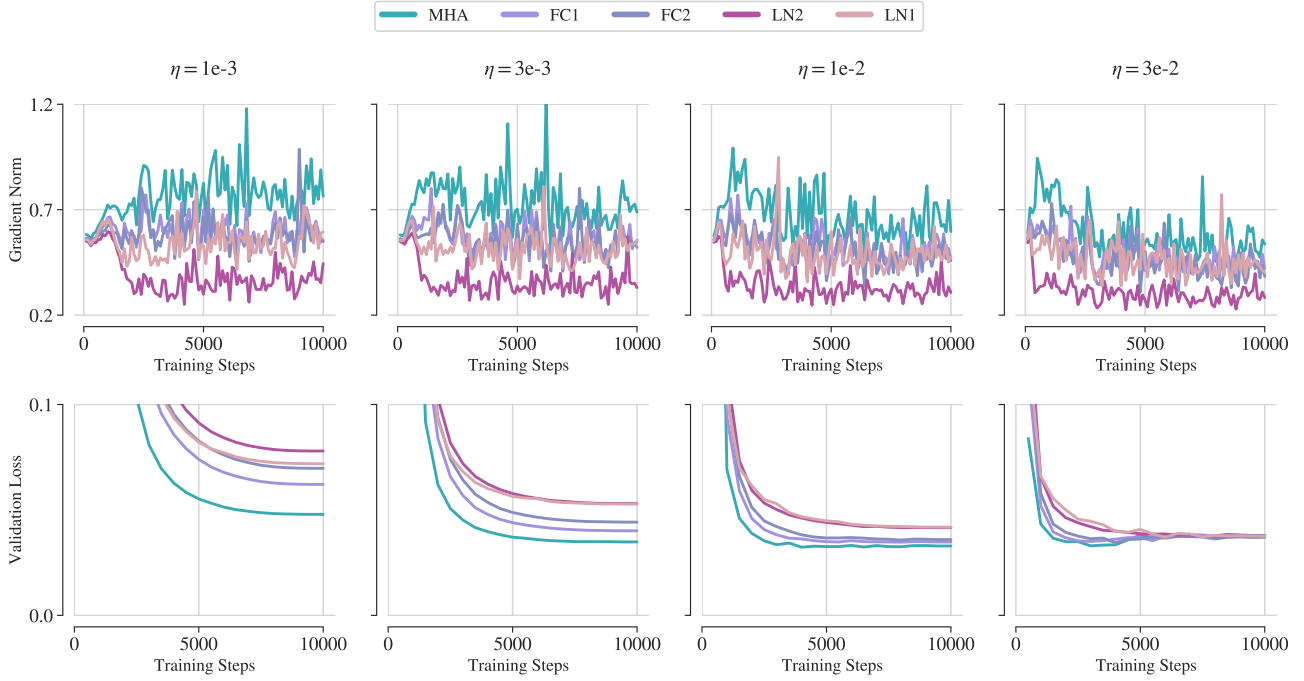 MHA FC1 FC2 LN2 LN1
η = 1e-3 η = 3e-3 η = 1e-2 η = 3e-2
Gradient Norm
1.2
0.7
0.2
0 5000 10000 0 5000 10000 0 5000 10000 0 5000 10000
Training Steps Training Steps Training Steps Training Steps
Validation Loss
0.1
0.0
0 5000 10000 0 5000 10000 0 5000 10000 0 5000 10000
Training Steps Training Steps Training Steps Training Steps